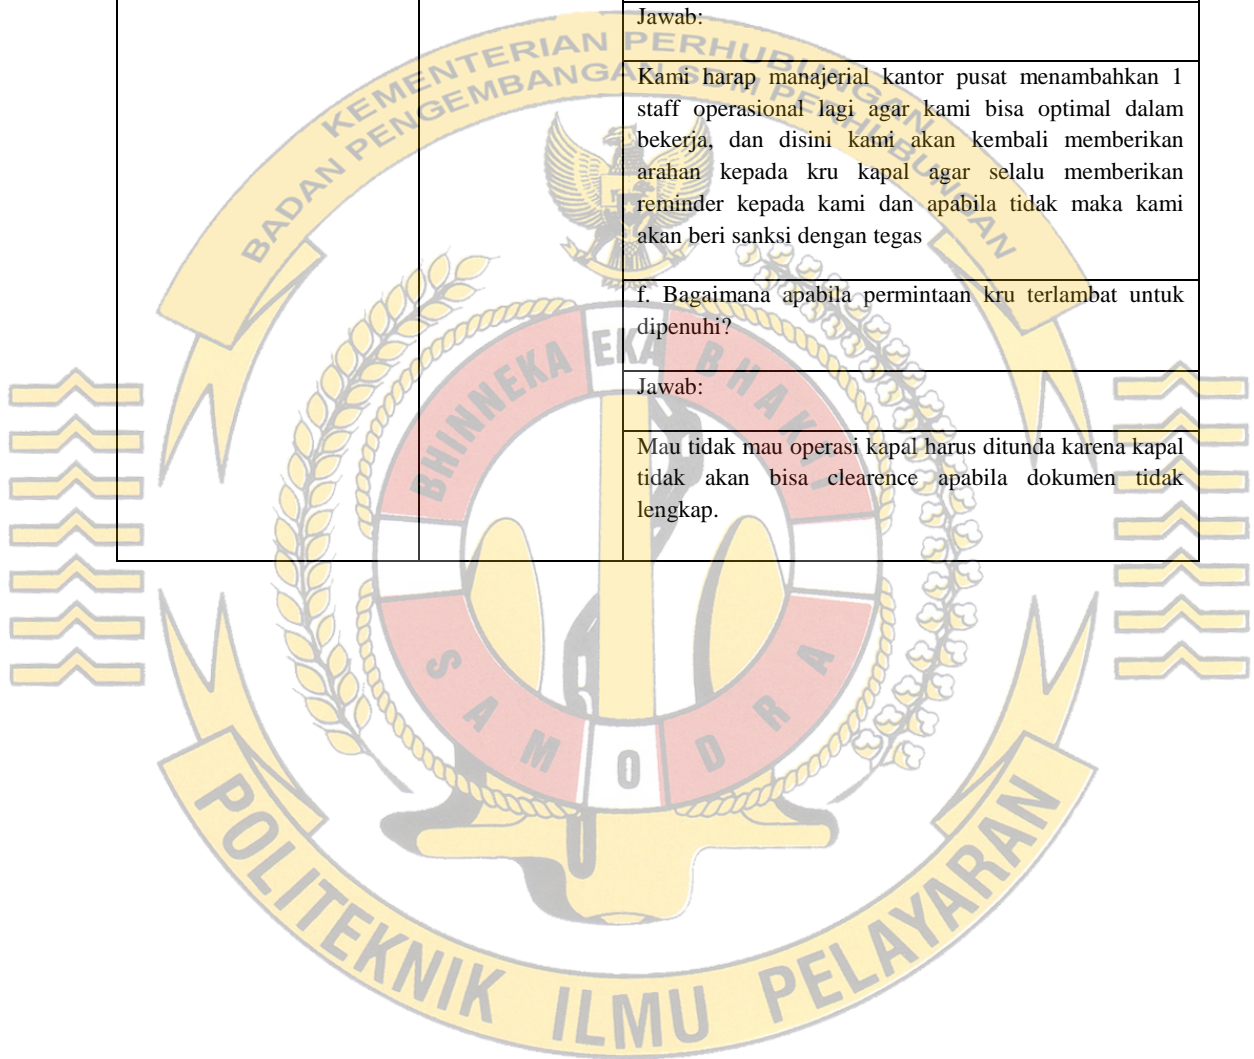 Jawab:
Kami harap manajerial kantor pusat menambahkan 1
staff operasional lagi agar kami bisa optimal dalam
bekerja, dan disini kami akan kembali memberikan
arahan kepada kru kapal agar selalu memberikan
reminder kepada kami dan apabila tidak maka kami
akan beri sanksi dengan tegas
f. Bagaimana apabila permintaan kru terlambat untuk
dipenuhi?
Jawab:
Mau tidak mau operasi kapal harus ditunda karena kapal
tidak akan bisa clearence apabila dokumen tidak
lengkap.
KEMENTERIAN PERHUBUNGAN
BADAN PENGEMBANGAN SDM PERHUBUNGAN
BHINNEKA EKA BHAKTI
SAMODRA
POLITEKNIK ILMU PELAYARAN